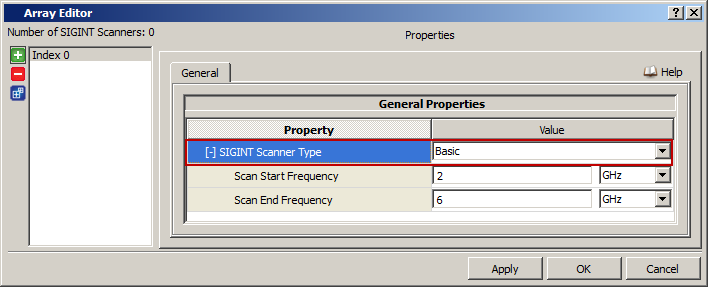 Array Editor
Number of SIGINT Scanners: 0
Properties
Index 0
General
Help
General Properties
Property Value
[-] SIGINT Scanner Type Basic
Scan Start Frequency 2 GHz
Scan End Frequency 6 GHz
Apply OK Cancel